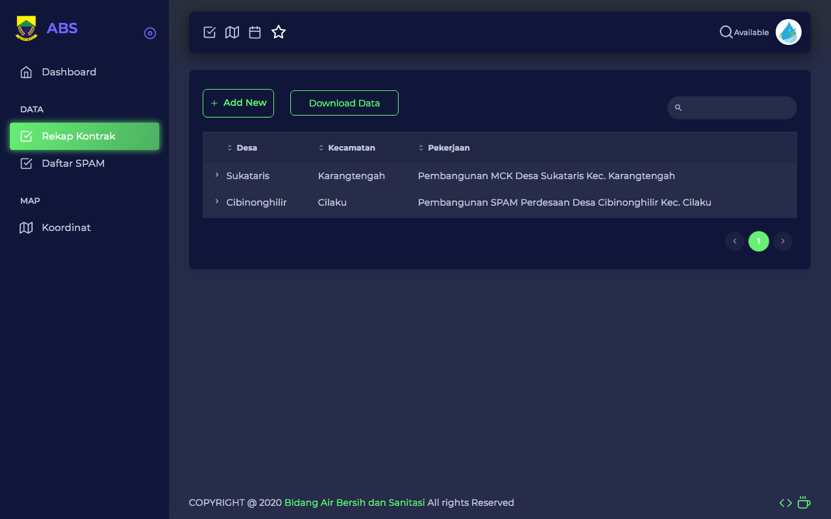 ABS
Dashboard
DATA
Rekap Kontrak
Daftar SPAM
MAP
Koordinat
Available
+ Add New
Download Data
Desa Kecamatan Pekerjaan
Sukataris Karangtengah Pembangunan MCK Desa Sukataris Kec. Karangtengah
Cibinonghilir Cilaku Pembangunan SPAM Perdesaan Desa Cibinonghilir Kec. Cilaku
1
COPYRIGHT @ 2020 Bidang Air Bersih dan Sanitasi All rights Reserved